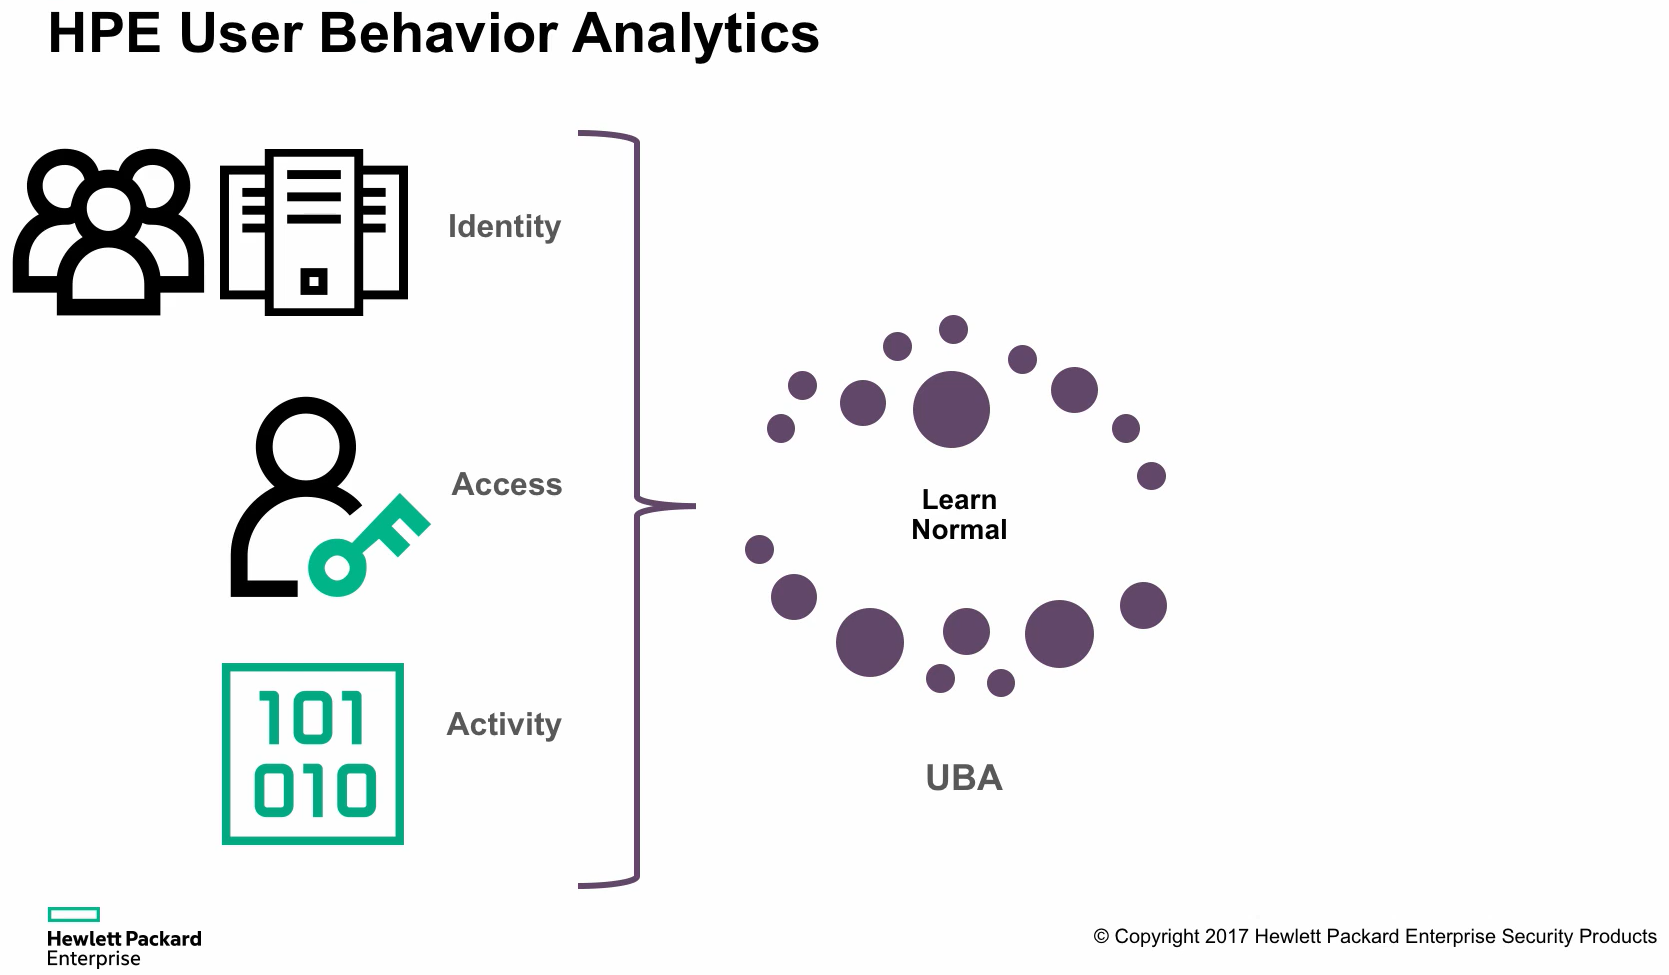 HPE User Behavior Analytics
Identity
Access
101
010
Activity
Learn
Normal
UBA
Hewlett Packard
Enterprise
© Copyright 2017 Hewlett Packard Enterprise Security Products